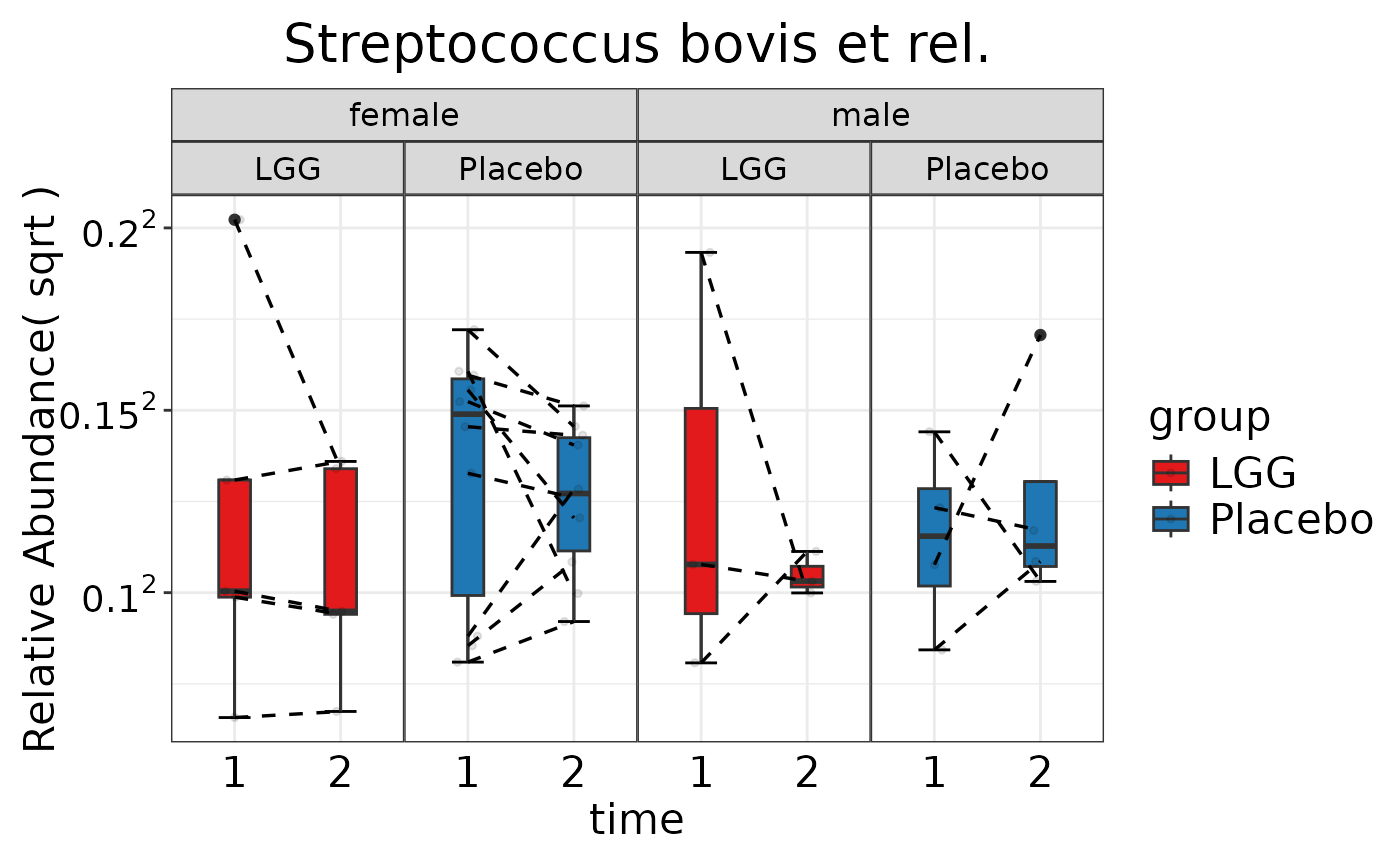 Streptococcus bovis et rel.
female male
LGG Placebo LGG Placebo
Relative Abundance( sqrt )
0.2²
0.15²
0.1²
1 2 1 2 1 2 1 2
time
group
LGG
Placebo